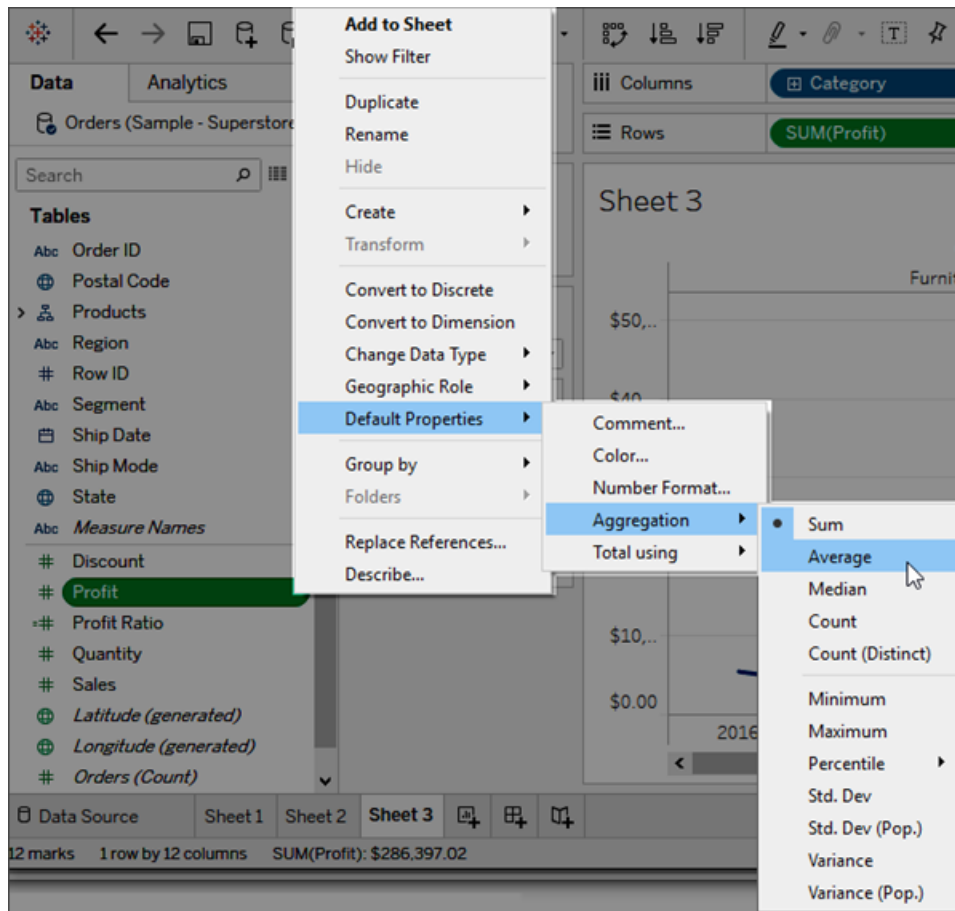 Add to Sheet
Show Filter
Duplicate
Rename
Hide
Create
Transform
Convert to Discrete
Convert to Dimension
Change Data Type
Geographic Role
Default Properties
Group by
Folders
Replace References...
Describe...
Comment...
Color...
Number Format...
Aggregation
Total using
Sum
Average
Median
Count
Count (Distinct)
Minimum
Maximum
Percentile
Std. Dev
Std. Dev (Pop.)
Variance
Variance (Pop.)
Data Analytics
Orders (Sample - Superstore
Search
Tables
Abc Order ID
Postal Code
Products
Abc Region
# Row ID
Abc Segment
Ship Date
Abc Ship Mode
State
Abc Measure Names
# Discount
# Profit
=# Profit Ratio
# Quantity
# Sales
Latitude (generated)
Longitude (generated)
# Orders (Count)
T
Columns Category
Rows SUM(Profit)
Sheet 3
Furnit
$50,..
$40
$10,..
$0.00
2016
Data Source Sheet 1 Sheet 2 Sheet 3
12 marks 1 row by 12 columns SUM(Profit): $286,397.02